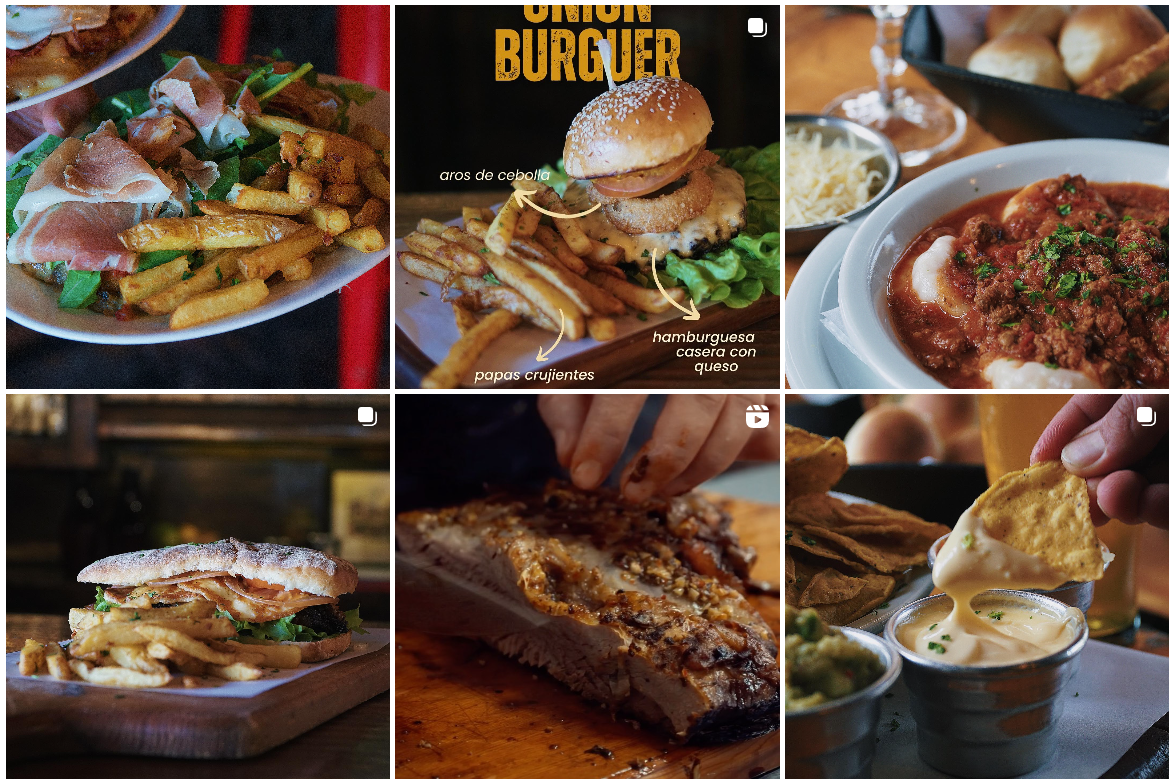 BURGUER
aros de cebolla
hamburguesa
casera con
queso
papas crujientes